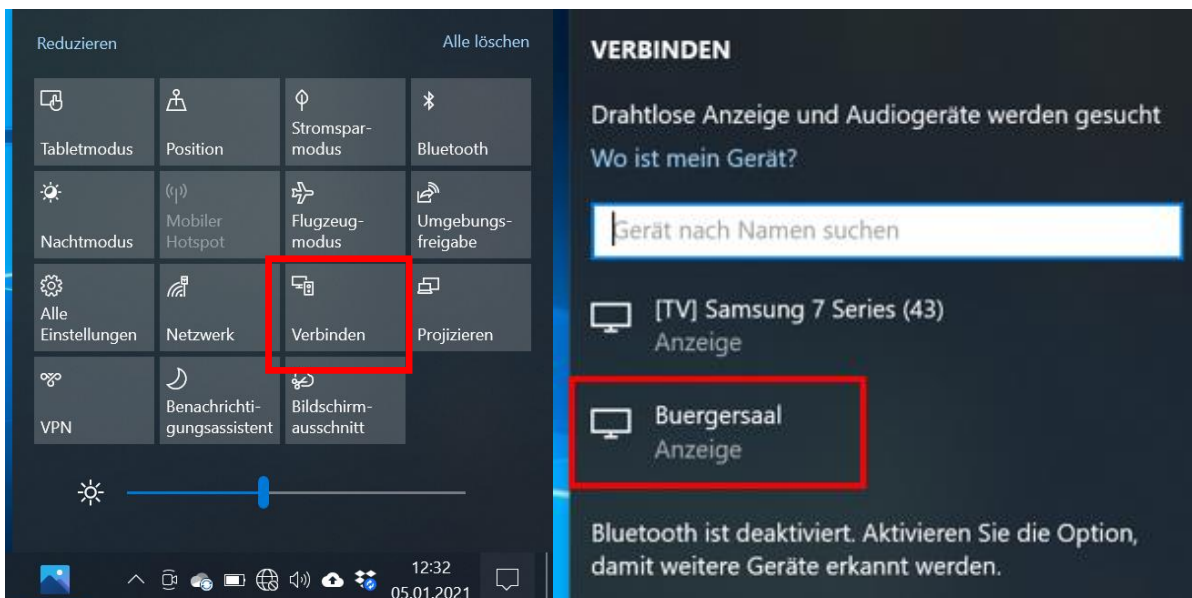 Reduzieren
Alle löschen
Tabletmodus
Position
Stromspar-
modus
Bluetooth
Nachtmodus
Mobiler
Hotspot
Flugzeug-
modus
Umgebungs-
freigabe
Alle
Einstellungen
Netzwerk
Verbinden
Projizieren
VPN
Benachrichti-
gungsassistent
Bildschirm-
ausschnitt
12:32
05.01.2021
VERBINDEN
Drahtlose Anzeige und Audiogeräte werden gesucht
Wo ist mein Gerät?
Gerät nach Namen suchen
[TV] Samsung 7 Series (43)
Anzeige
Buergersaal
Anzeige
Bluetooth ist deaktiviert. Aktivieren Sie die Option,
damit weitere Geräte erkannt werden.